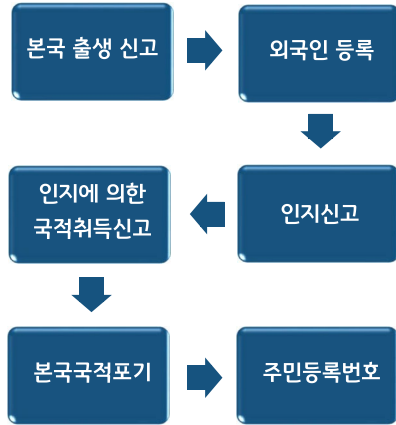 본국 출생 신고
외국인 등록
인지신고
인지에 의한
국적취득신고
본국국적포기
주민등록번호